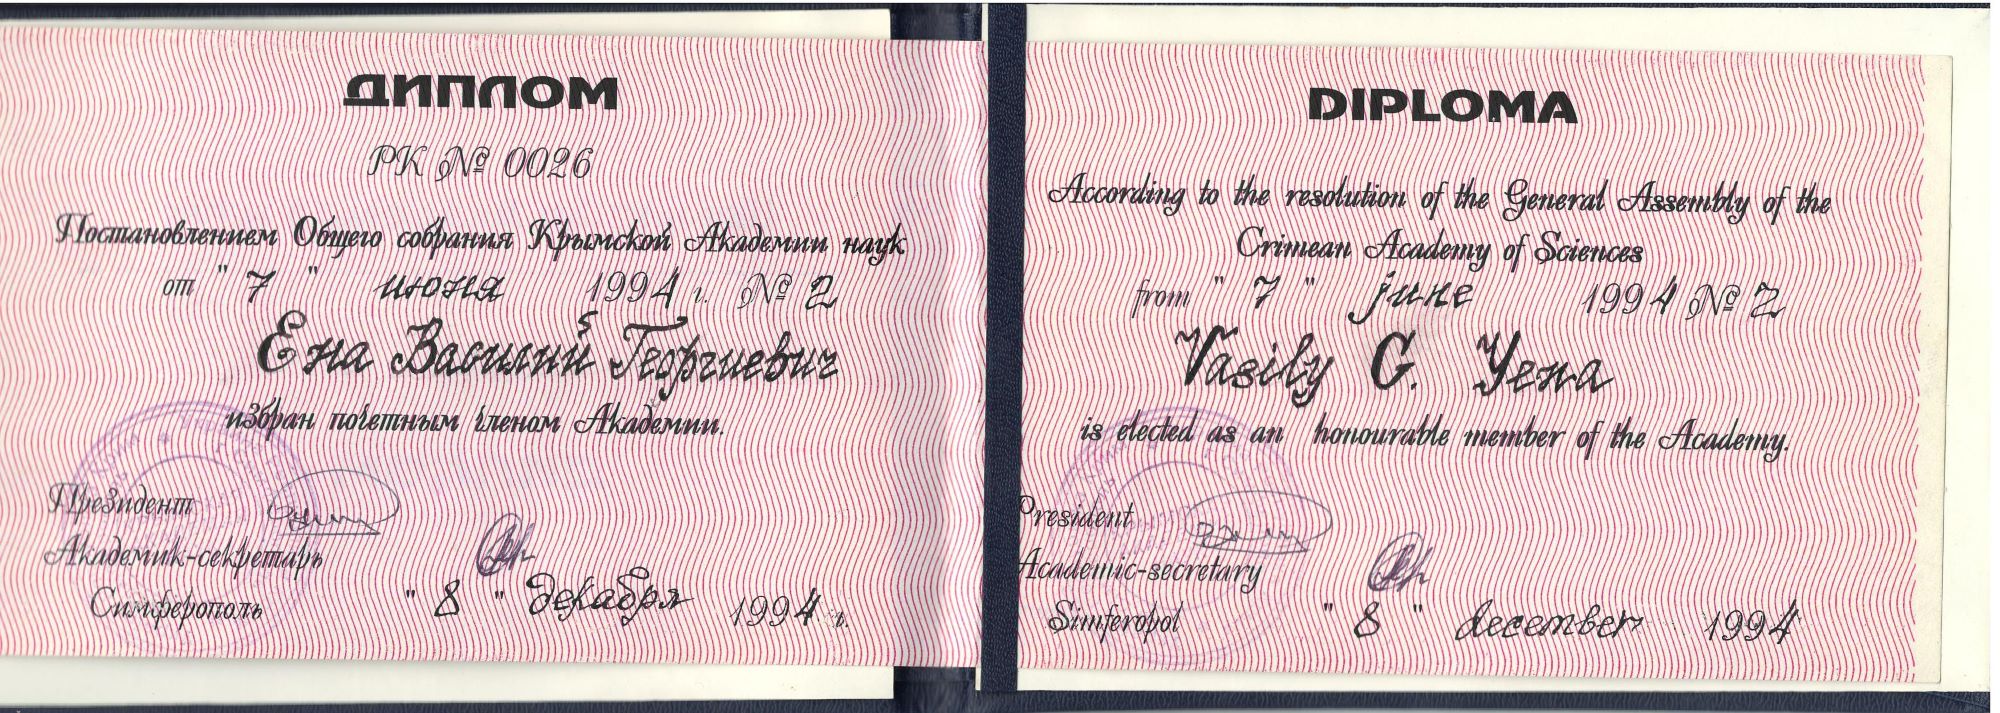 ДИПЛОМ
РК № 0026
Постановлением Общего собрания Крымской Академии наук
от "7" июня 1994 г. № 2
Ена Василий Георгиевич
избран почетным членом Академии.
Президент
Академик-секретарь
Симферополь "8" декабря 1994 г.
DIPLOMA
According to the resolution of the General Assembly of the
Crimean Academy of Sciences
from "7" june 1994 № 2
Vasily G. Yena
is elected as an honourable member of the Academy.
President
Academic-secretary
Simferopol "8" december 1994